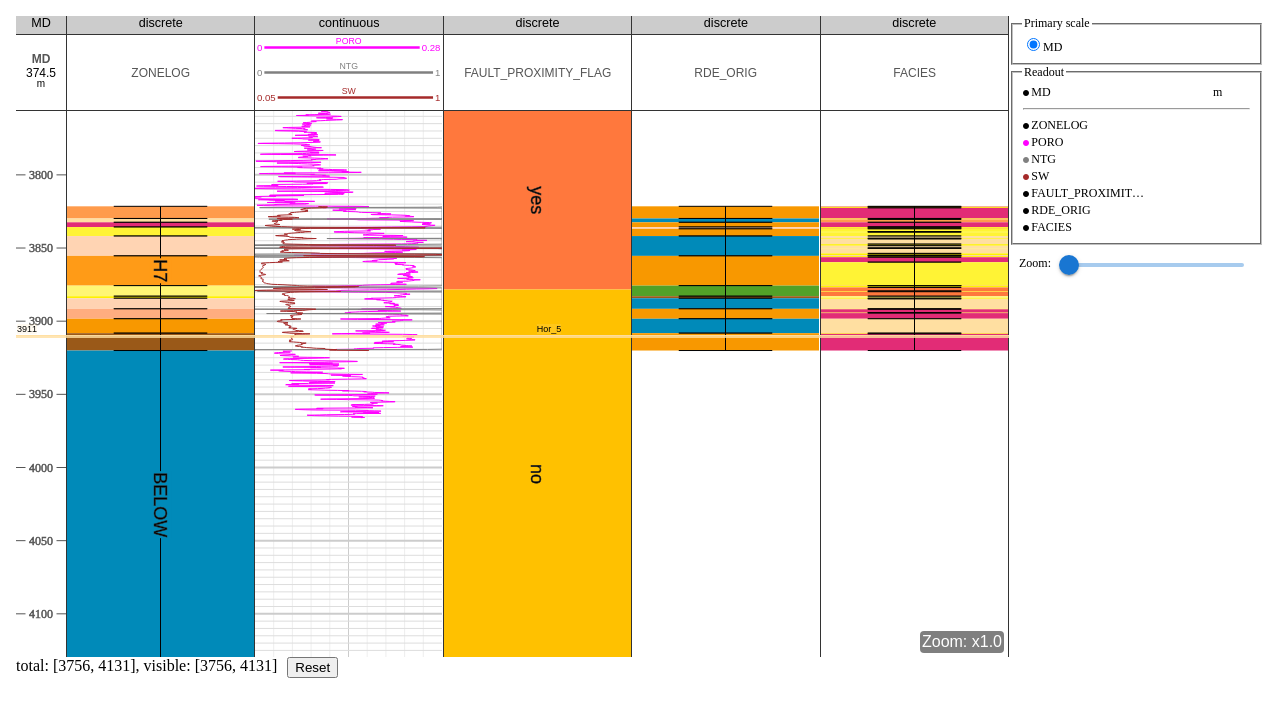 MD
discrete
continuous
discrete
discrete
discrete
MD
374.5
m
ZONELOG
0 PORO 0.28
0 NTG 1
0.05 SW 1
FAULT_PROXIMITY_FLAG
RDE_ORIG
FACIES
3800
3850
3900
3911
3950
4000
4050
4100
H7
BELOW
yes
Hor_5
no
Zoom: x1.0
Primary scale
MD
Readout
MD m
ZONELOG
PORO
NTG
SW
FAULT_PROXIMIT…
RDE_ORIG
FACIES
Zoom:
total: [3756, 4131], visible: [3756, 4131] Reset